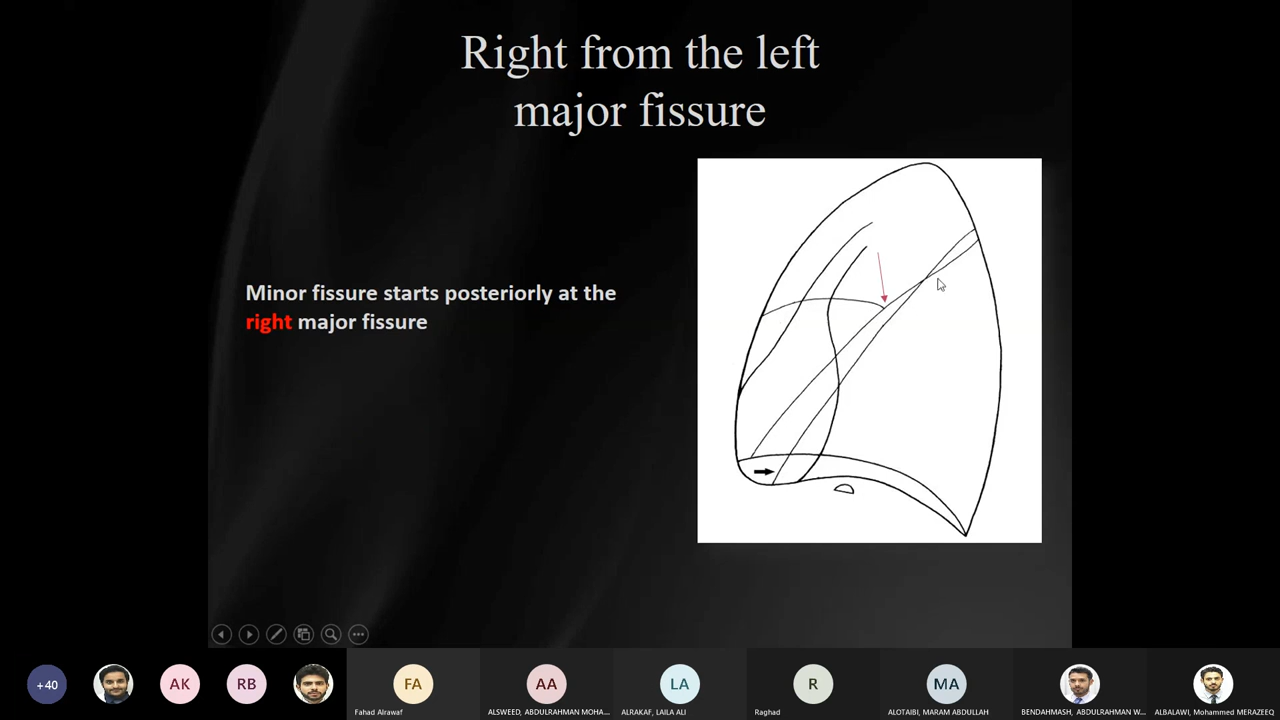 Right from the left
major fissure
Minor fissure starts posteriorly at the
right major fissure
+40
AK
RB
FA
Fahad Alrawaf
AA
ALSWEED, ABDULRAHMAN MOHA...
LA
ALRAKAF, LAILA ALI
R
Raghad
MA
ALOTAIBI, MARAM ABDULLAH
BENDAHMASH, ABDULRAHMAN W...
ALBALAWI, Mohammed MERAZEEQ